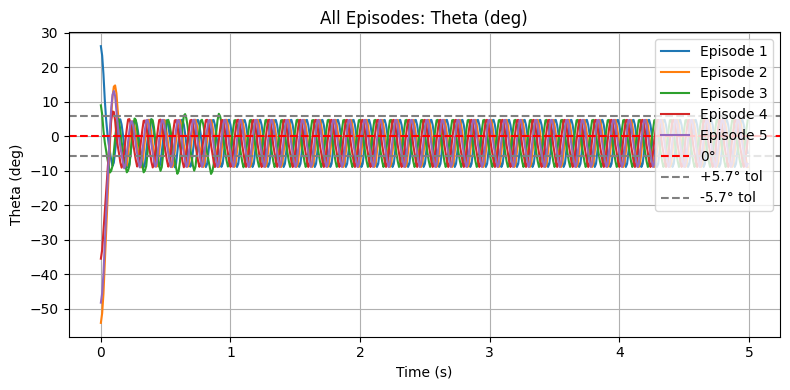 All Episodes: Theta (deg)
Theta (deg)
30
20
10
0
−10
−20
−30
−40
−50
0
1
2
3
4
5
Time (s)
Episode 1
Episode 2
Episode 3
Episode 4
Episode 5
0°
+5.7° tol
-5.7° tol